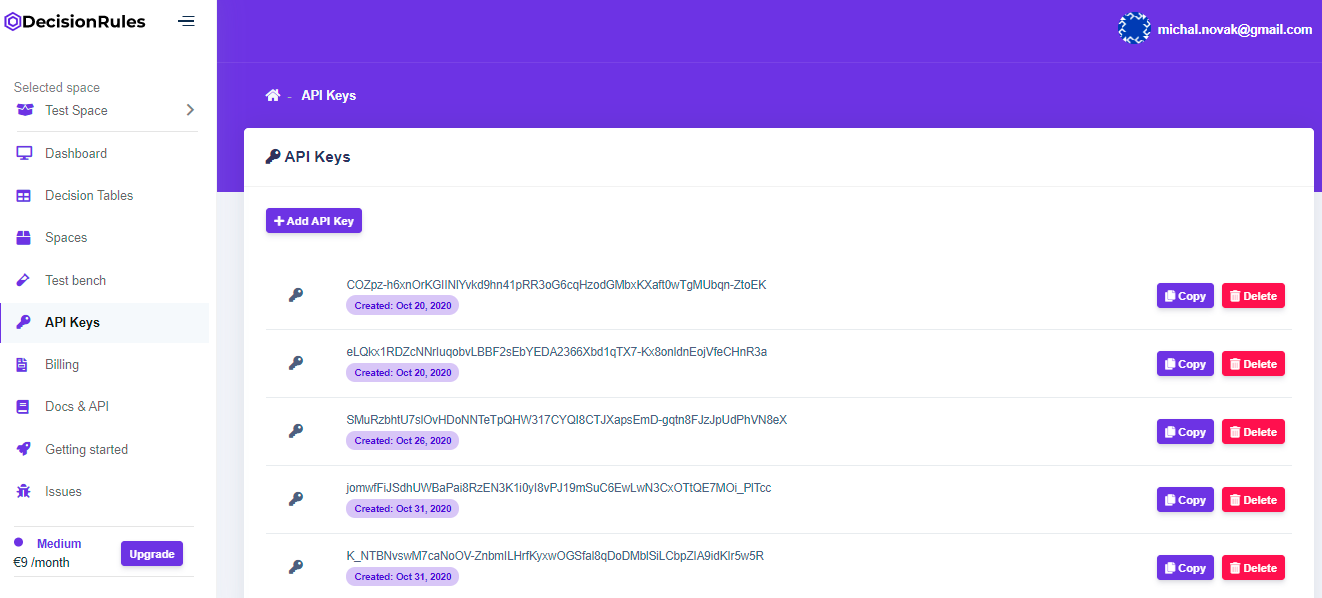 DecisionRules
michal.novak@gmail.com
Selected space
Test Space
Dashboard
Decision Tables
Spaces
Test bench
API Keys
Billing
Docs & API
Getting started
Issues
Medium
€9 /month
Upgrade
- API Keys
API Keys
Add API Key
COZpz-h6xnOrKGIINlYvkd9hn41pRR3oG6cqHzodGMbxKXaft0wTgMUbqn-ZtoEK
Created: Oct 20, 2020
Copy Delete
eLQkx1RDZcNNrluqobvLBBF2sEbYEDA2366Xbd1qTX7-Kx8onldnEojVfeCHnR3a
Created: Oct 20, 2020
Copy Delete
SMuRzbhtU7slOvHDoNNTeTpQHW317CYQI8CTJXapsEmD-gqtn8FJzJpUdPhVN8eX
Created: Oct 26, 2020
Copy Delete
jomwfFiJSdhUWBaPai8RzEN3K1i0yI8vPJ19mSuC6EwLwN3CxOTtQE7MOi_PlTcc
Created: Oct 31, 2020
Copy Delete
K_NTBNvswM7caNoOV-ZnbmILHrfKyxwOGSfal8qDoDMblSiLCbpZIA9idKlr5w5R
Created: Oct 31, 2020
Copy Delete